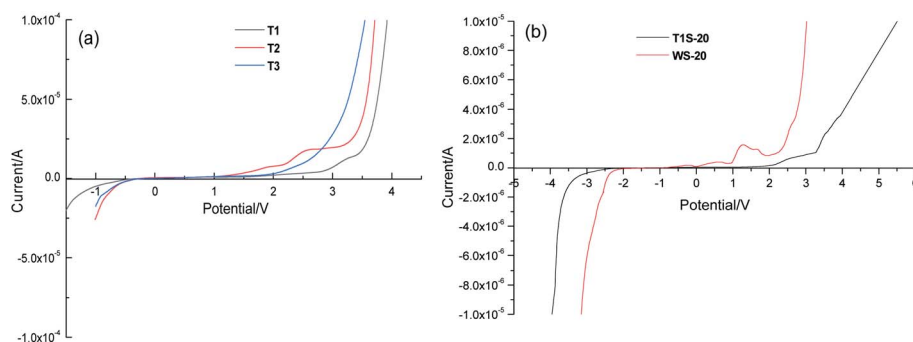 (a)
T1
T2
T3
1.0x10⁻⁴
5.0x10⁻⁵
0.0
-5.0x10⁻⁵
-1.0x10⁻⁴
Current/A
-1 0 1 2 3 4
Potential/V
(b)
T1S-20
WS-20
1.0x10⁻⁵
8.0x10⁻⁶
6.0x10⁻⁶
4.0x10⁻⁶
2.0x10⁻⁶
0.0
-2.0x10⁻⁶
-4.0x10⁻⁶
-6.0x10⁻⁶
-8.0x10⁻⁶
-1.0x10⁻⁵
Current/A
-5 -4 -3 -2 -1 0 1 2 3 4 5 6
Potential/V